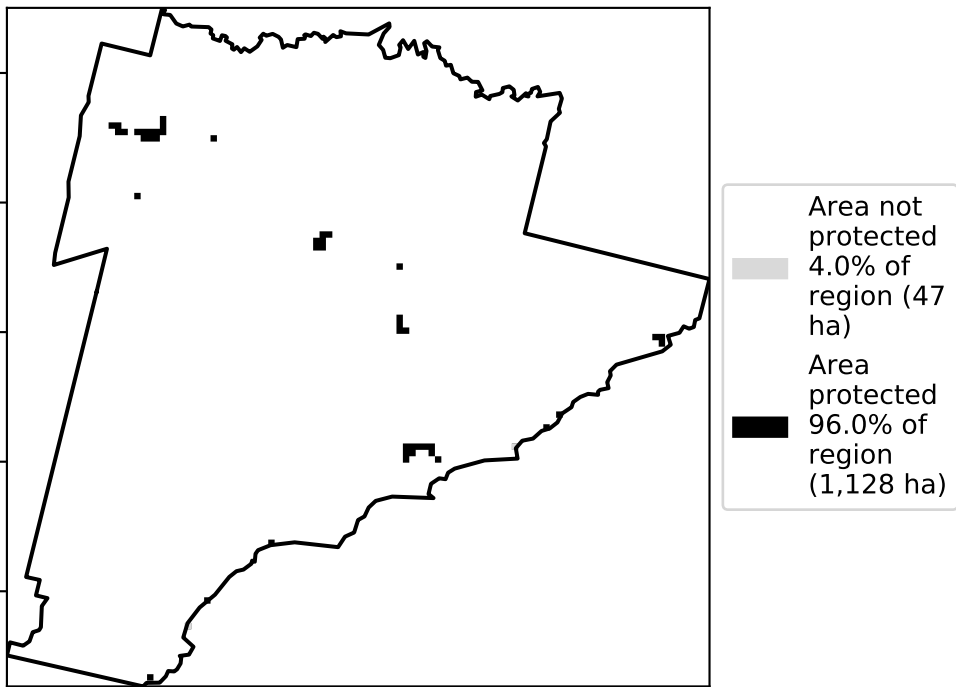 Area not
protected
4.0% of
region (47
ha)
Area
protected
96.0% of
region
(1,128 ha)